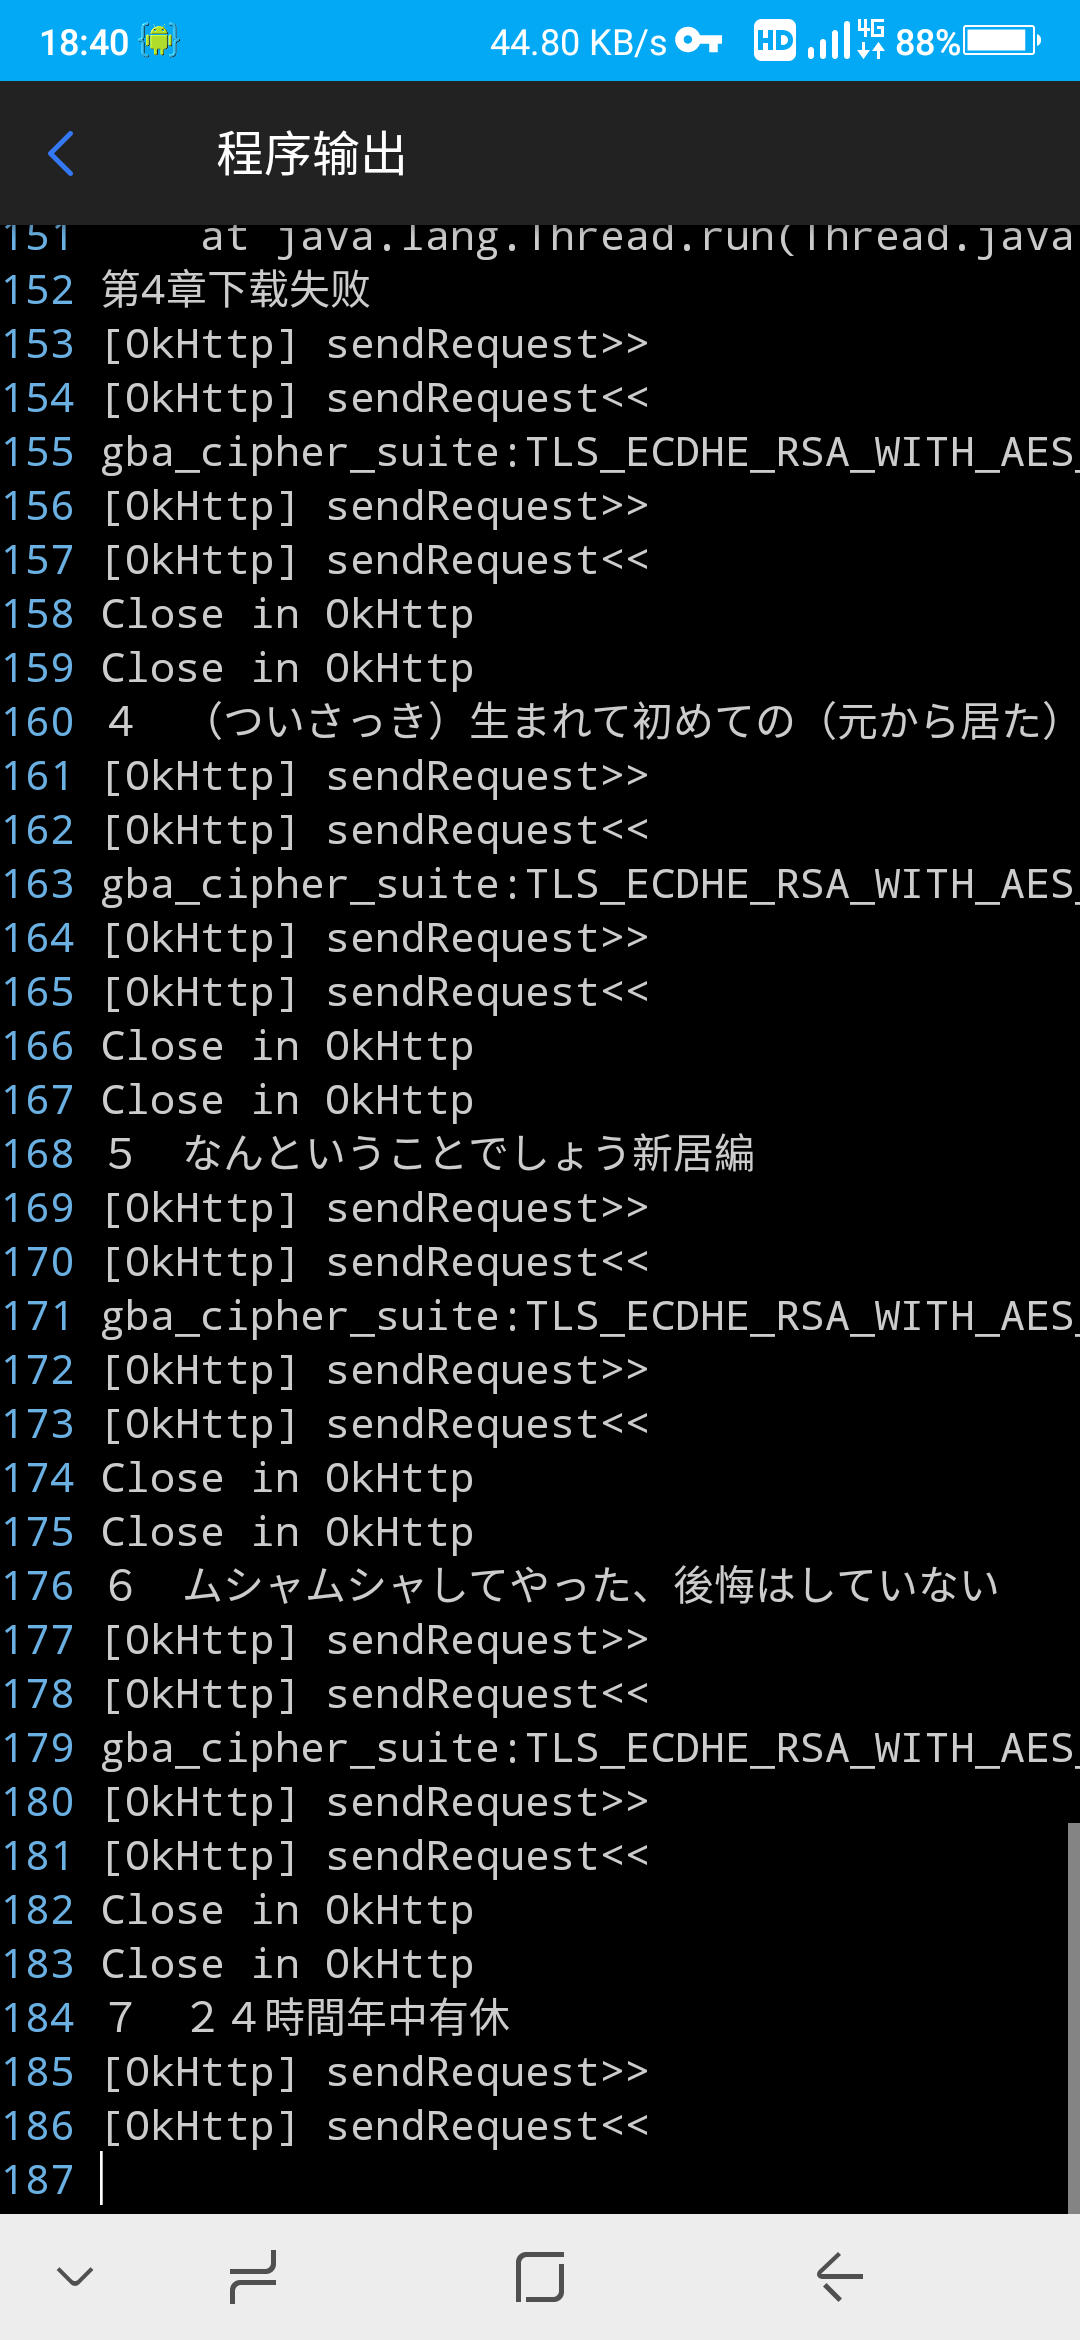 18:40 44.80 KB/s HD 4G 88%
程序输出
151 at java.lang.Thread.run(Thread.java
152 第4章下载失败
153 [OkHttp] sendRequest>>
154 [OkHttp] sendRequest<<
155 gba_cipher_suite:TLS_ECDHE_RSA_WITH_AES_
156 [OkHttp] sendRequest>>
157 [OkHttp] sendRequest<<
158 Close in OkHttp
159 Close in OkHttp
160 ４　（ついさっき）生まれて初めての（元から居た）
161 [OkHttp] sendRequest>>
162 [OkHttp] sendRequest<<
163 gba_cipher_suite:TLS_ECDHE_RSA_WITH_AES_
164 [OkHttp] sendRequest>>
165 [OkHttp] sendRequest<<
166 Close in OkHttp
167 Close in OkHttp
168 ５　なんということでしょう新居編
169 [OkHttp] sendRequest>>
170 [OkHttp] sendRequest<<
171 gba_cipher_suite:TLS_ECDHE_RSA_WITH_AES_
172 [OkHttp] sendRequest>>
173 [OkHttp] sendRequest<<
174 Close in OkHttp
175 Close in OkHttp
176 ６　ムシャムシャしてやった、後悔はしていない
177 [OkHttp] sendRequest>>
178 [OkHttp] sendRequest<<
179 gba_cipher_suite:TLS_ECDHE_RSA_WITH_AES_
180 [OkHttp] sendRequest>>
181 [OkHttp] sendRequest<<
182 Close in OkHttp
183 Close in OkHttp
184 ７　２４時間年中有休
185 [OkHttp] sendRequest>>
186 [OkHttp] sendRequest<<
187